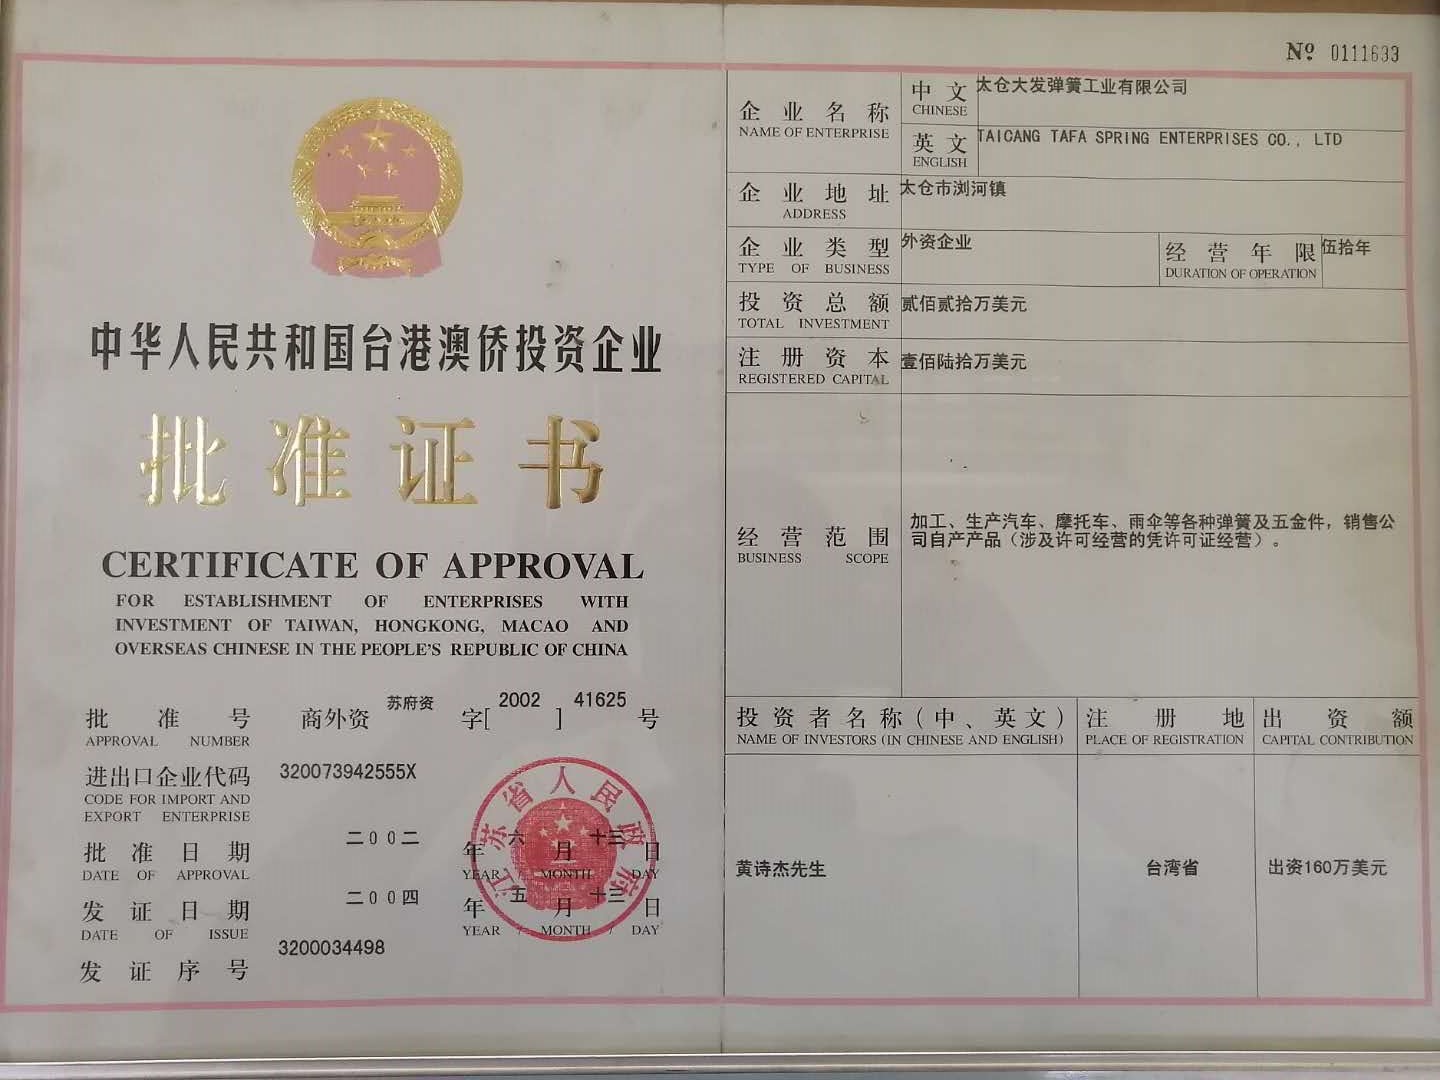 № 0111633
中华人民共和国台港澳侨投资企业
批准证书
CERTIFICATE OF APPROVAL
FOR ESTABLISHMENT OF ENTERPRISES WITH
INVESTMENT OF TAIWAN, HONGKONG, MACAO AND
OVERSEAS CHINESE IN THE PEOPLE'S REPUBLIC OF CHINA
批准号 商外资 苏府资 字[ 2002 ] 41625 号
APPROVAL NUMBER
进出口企业代码 320073942555X
CODE FOR IMPORT AND
EXPORT ENTERPRISE
批准日期 二00二 年 六 月 十三 日
DATE OF APPROVAL YEAR / MONTH / DAY
发证日期 二00四 年 五 月 十三 日
DATE OF ISSUE YEAR / MONTH / DAY
发证序号 3200034498
江苏省人民政府
企业名称 中文 太仓大发弹簧工业有限公司
NAME OF ENTERPRISE CHINESE
英文 TAICANG TAFA SPRING ENTERPRISES CO., LTD
ENGLISH
企业地址 太仓市浏河镇
ADDRESS
企业类型 外资企业 经营年限 伍拾年
TYPE OF BUSINESS DURATION OF OPERATION
投资总额 贰佰贰拾万美元
TOTAL INVESTMENT
注册资本 壹佰陆拾万美元
REGISTERED CAPITAL
经营范围
BUSINESS SCOPE
加工、生产汽车、摩托车、雨伞等各种弹簧及五金件，销售公
司自产产品（涉及许可经营的凭许可证经营）。
投资者名称（中、英文） 注册地 出资额
NAME OF INVESTORS (IN CHINESE AND ENGLISH) PLACE OF REGISTRATION CAPITAL CONTRIBUTION
黄诗杰先生 台湾省 出资160万美元